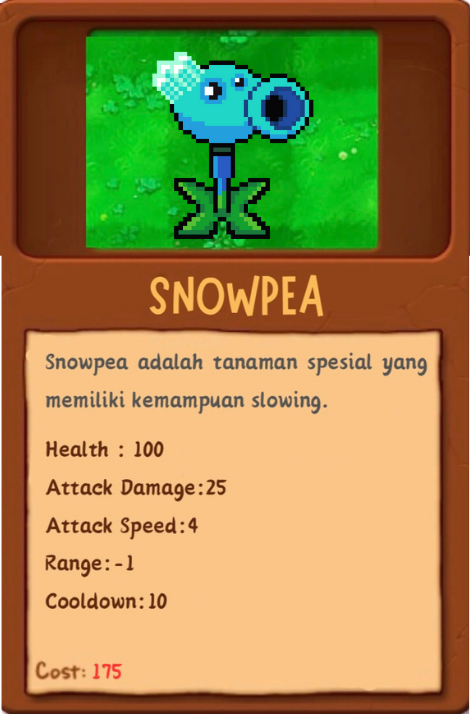 SNOWPEA
Snowpea adalah tanaman spesial yang
memiliki kemampuan slowing.
Health : 100
Attack Damage:25
Attack Speed:4
Range:-1
Cooldown:10
Cost: 175